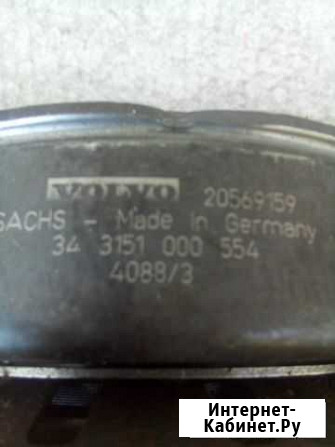 VOLVO 20569159
SACHS - Made in Germany
34 3151 000 554
4088/3
Интернет-
Кабинет.Ру